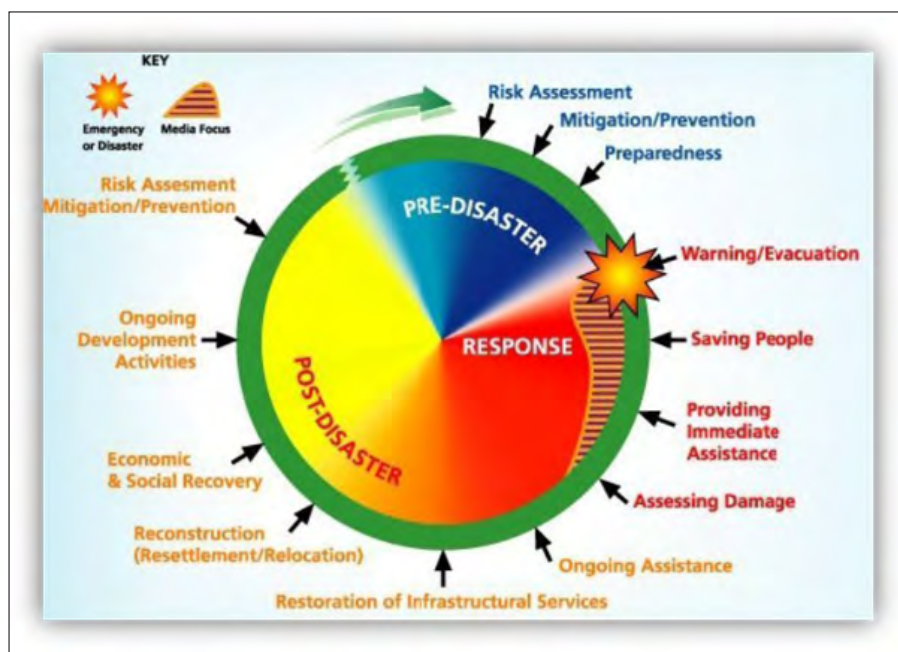 KEY
Emergency
or Disaster
Media Focus
Risk Assessment
Mitigation/Prevention
Preparedness
Warning/Evacuation
Saving People
Providing
Immediate
Assistance
Assessing Damage
Ongoing Assistance
Restoration of Infrastructural Services
Reconstruction
(Resettlement/Relocation)
Economic
& Social Recovery
Ongoing
Development
Activities
Risk Assesment
Mitigation/Prevention
PRE-DISASTER
RESPONSE
POST-DISASTER